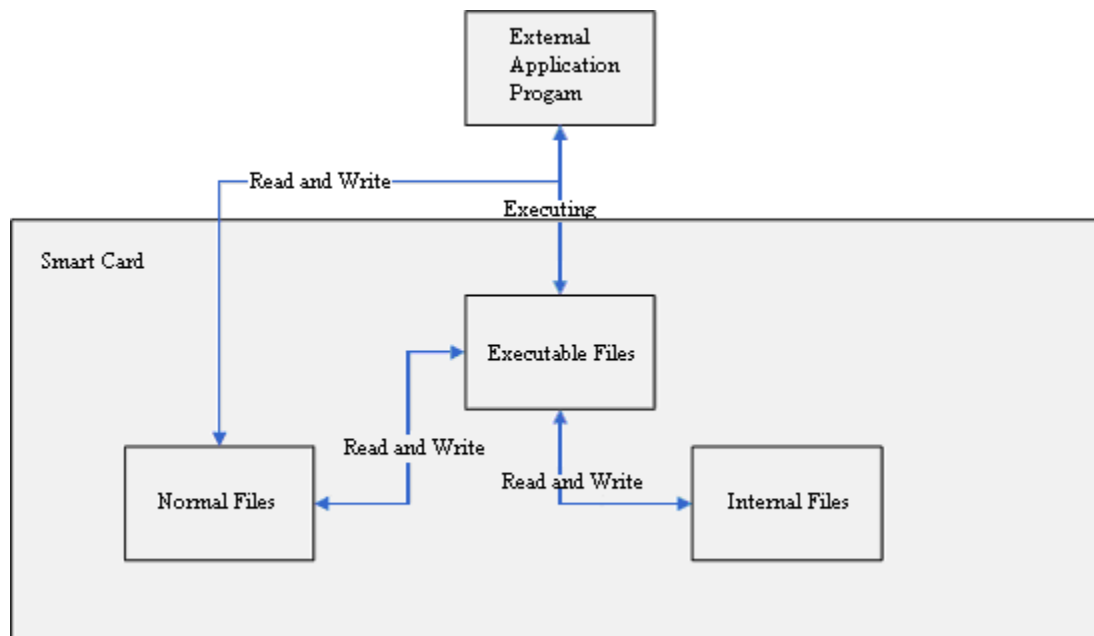 External
Application
Progam
Read and Write
Executing
Smart Card
Executable Files
Read and Write
Read and Write
Normal Files
Internal Files